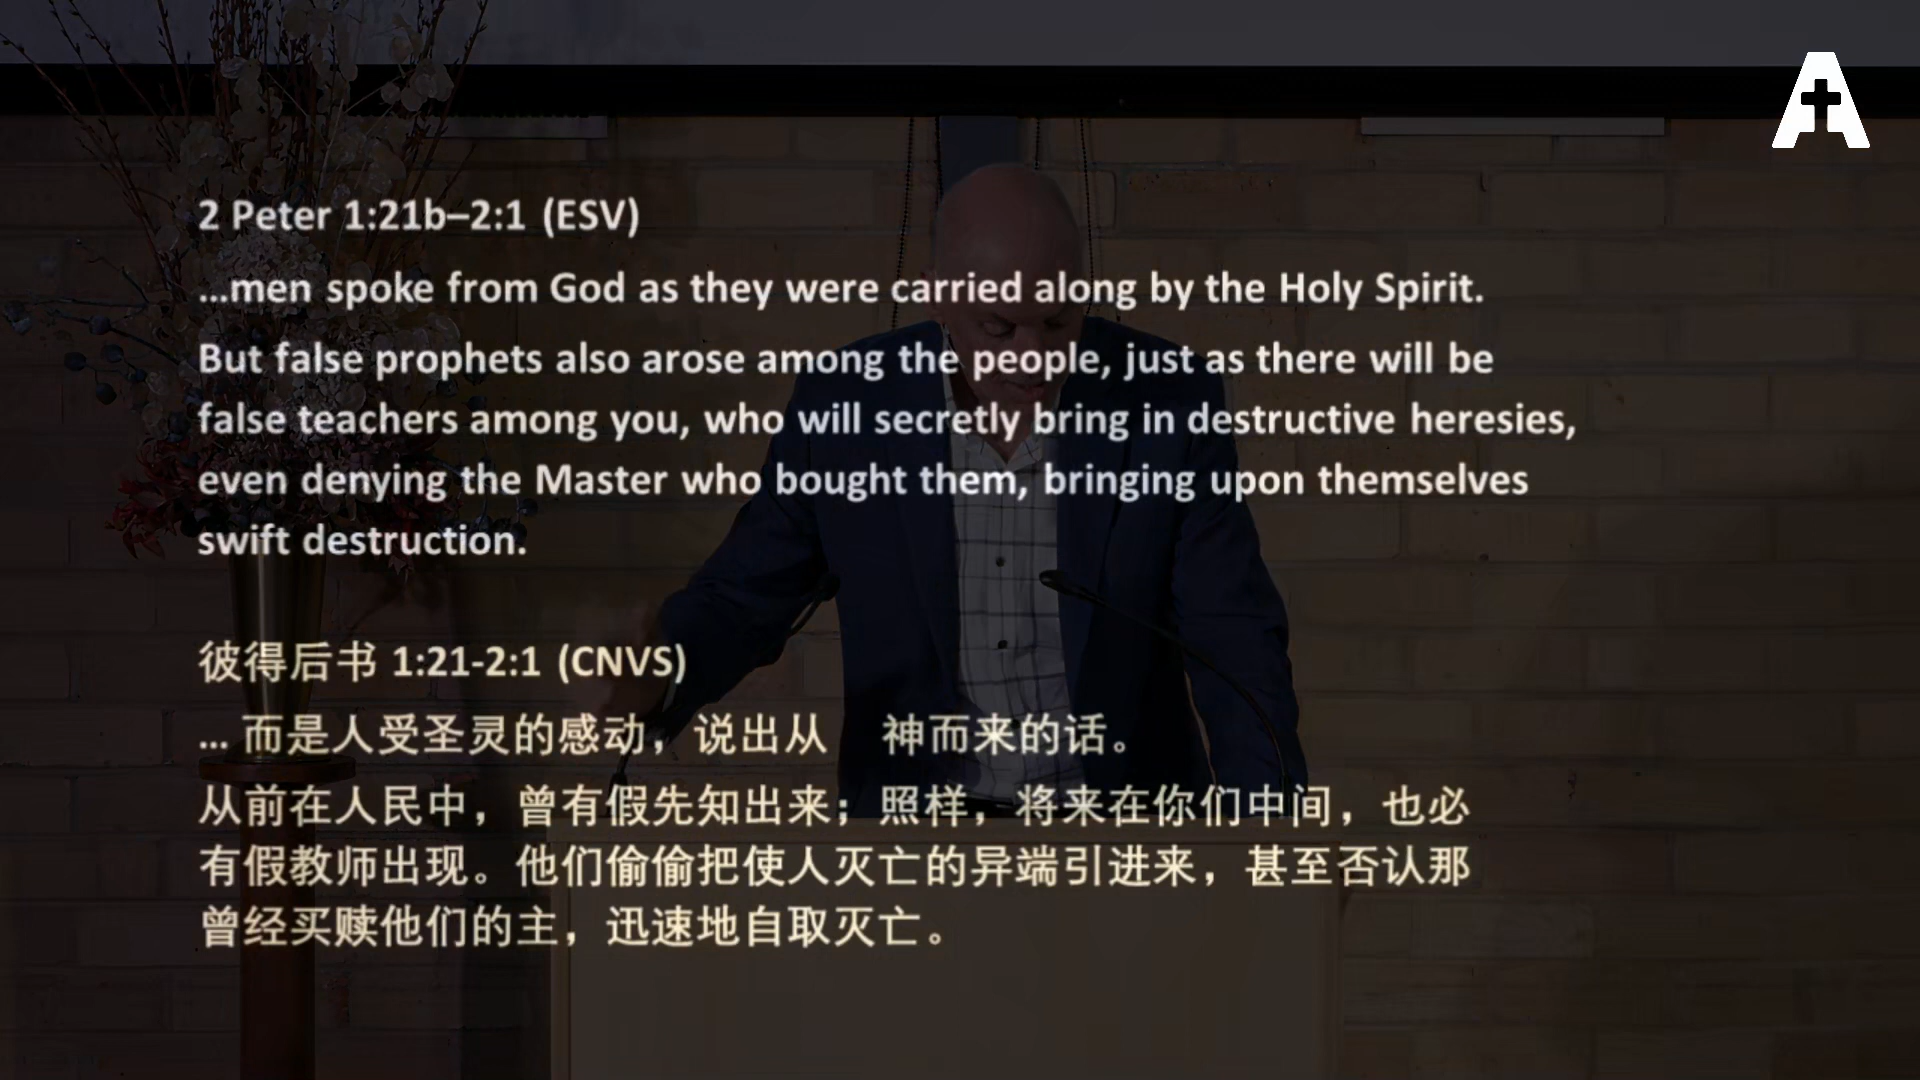 2 Peter 1:21b–2:1 (ESV)
...men spoke from God as they were carried along by the Holy Spirit.
But false prophets also arose among the people, just as there will be
false teachers among you, who will secretly bring in destructive heresies,
even denying the Master who bought them, bringing upon themselves
swift destruction.
彼得后书 1:21-2:1 (CNVS)
... 而是人受圣灵的感动，说出从　神而来的话。
从前在人民中，曾有假先知出来；照样，将来在你们中间，也必
有假教师出现。他们偷偷把使人灭亡的异端引进来，甚至否认那
曾经买赎他们的主，迅速地自取灭亡。